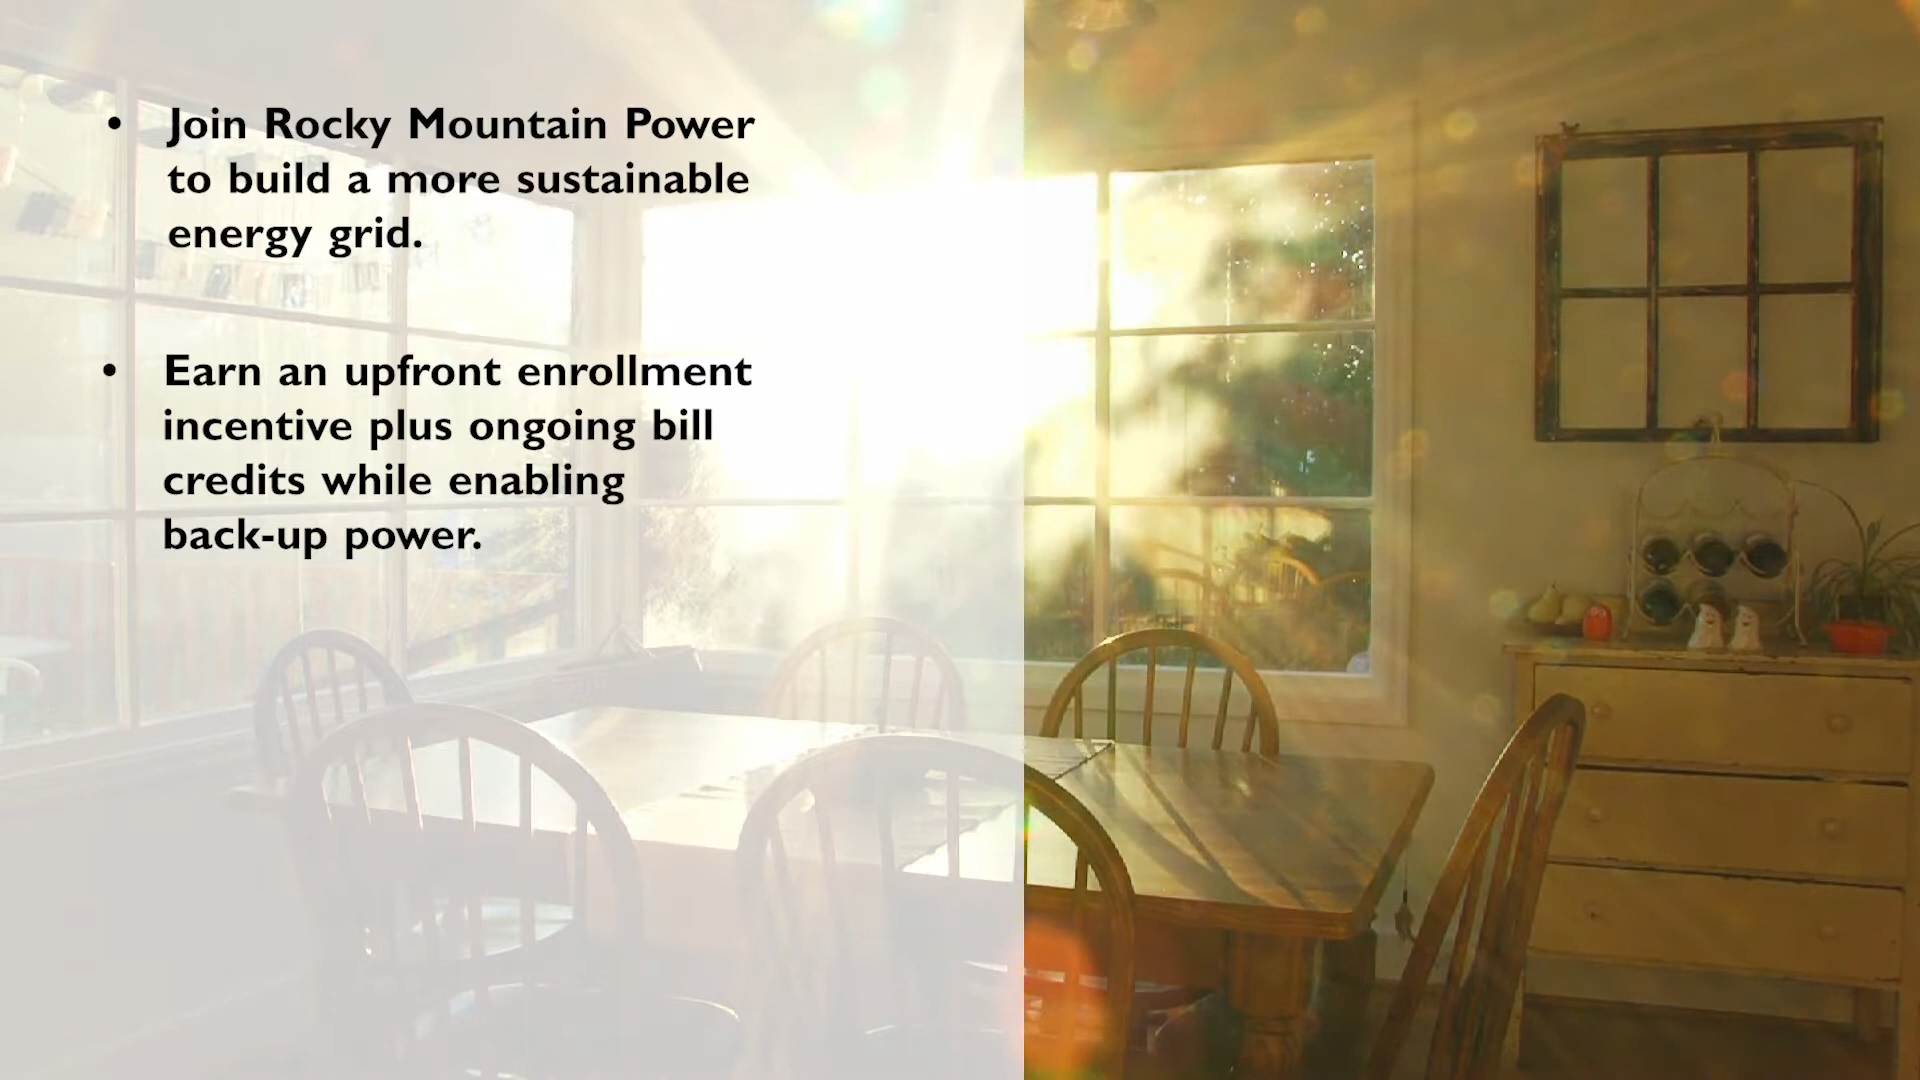 • Join Rocky Mountain Power
to build a more sustainable
energy grid.
• Earn an upfront enrollment
incentive plus ongoing bill
credits while enabling
back-up power.